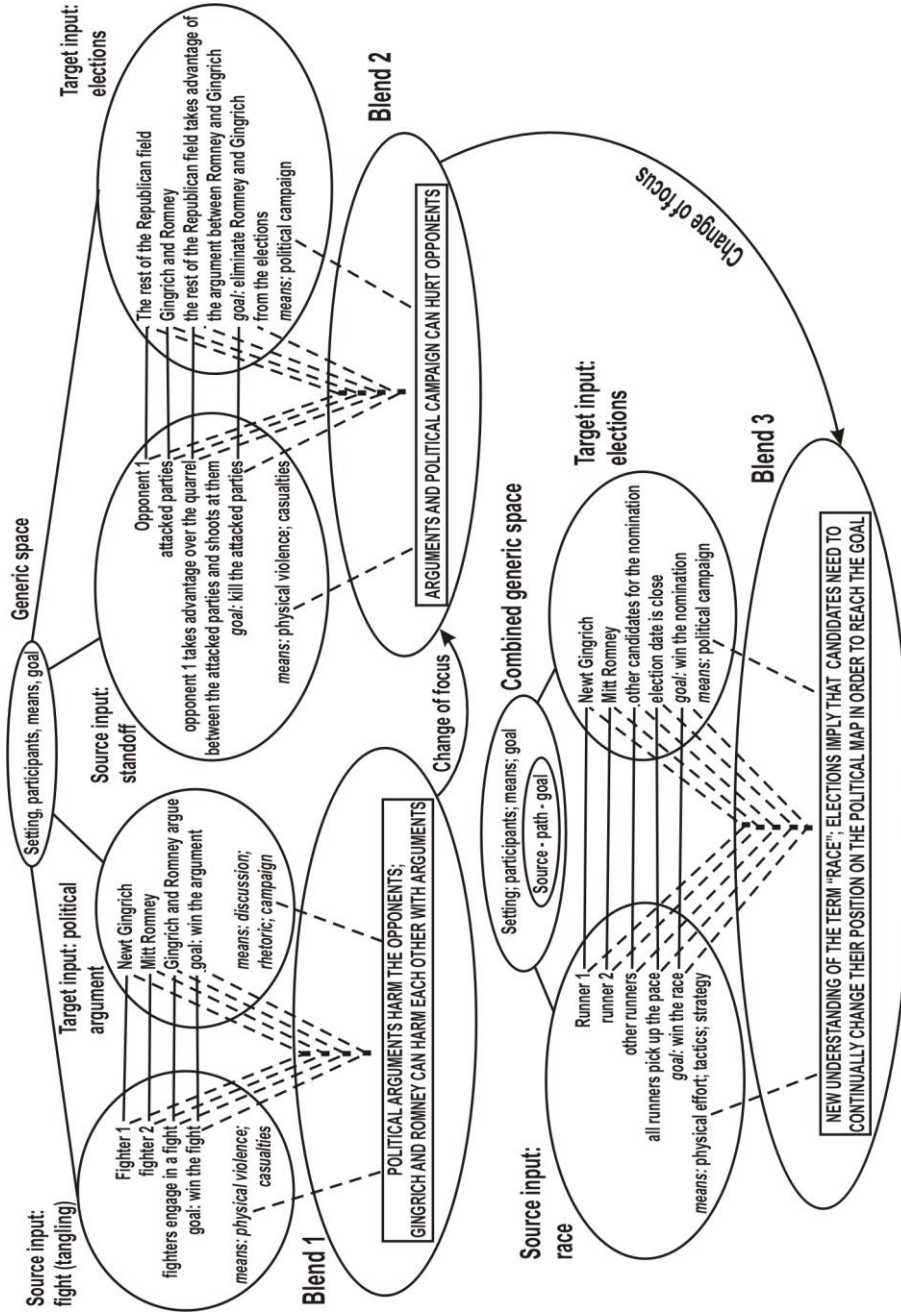 Generic space
Setting, participants, means, goal
Source input:
fight (tangling)
Fighter 1
fighter 2
fighters engage in a fight
goal: win the fight
means: physical violence;
casualties
Target input: political
argument
Newt Gingrich
Mitt Romney
Gingrich and Romney argue
goal: win the argument
means: discussion;
rhetoric; campaign
Blend 1
POLITICAL ARGUMENTS HARM THE OPPONENTS;
GINGRICH AND ROMNEY CAN HARM EACH OTHER WITH ARGUMENTS
Change of focus
Source input:
standoff
Opponent 1
attacked parties
opponent 1 takes advantage over the quarrel
between the attacked parties and shoots at them
goal: kill the attacked parties
means: physical violence; casualties
Target input:
elections
The rest of the Republican field
Gingrich and Romney
the rest of the Republican field takes advantage of
the argument between Romney and Gingrich
goal: eliminate Romney and Gingrich
from the elections
means: political campaign
Blend 2
ARGUMENTS AND POLITICAL CAMPAIGN CAN HURT OPPONENTS
Change of focus
Combined generic space
Setting; participants; means; goal
Source - path - goal
Source input:
race
Runner 1
runner 2
other runners
all runners pick up the pace
goal: win the race
means: physical effort; tactics; strategy
Target input:
elections
Newt Gingrich
Mitt Romney
other candidates for the nomination
election date is close
goal: win the nomination
means: political campaign
Blend 3
NEW UNDERSTANDING OF THE TERM “RACE”; ELECTIONS IMPLY THAT CANDIDATES NEED TO
CONTINUALLY CHANGE THEIR POSITION ON THE POLITICAL MAP IN ORDER TO REACH THE GOAL